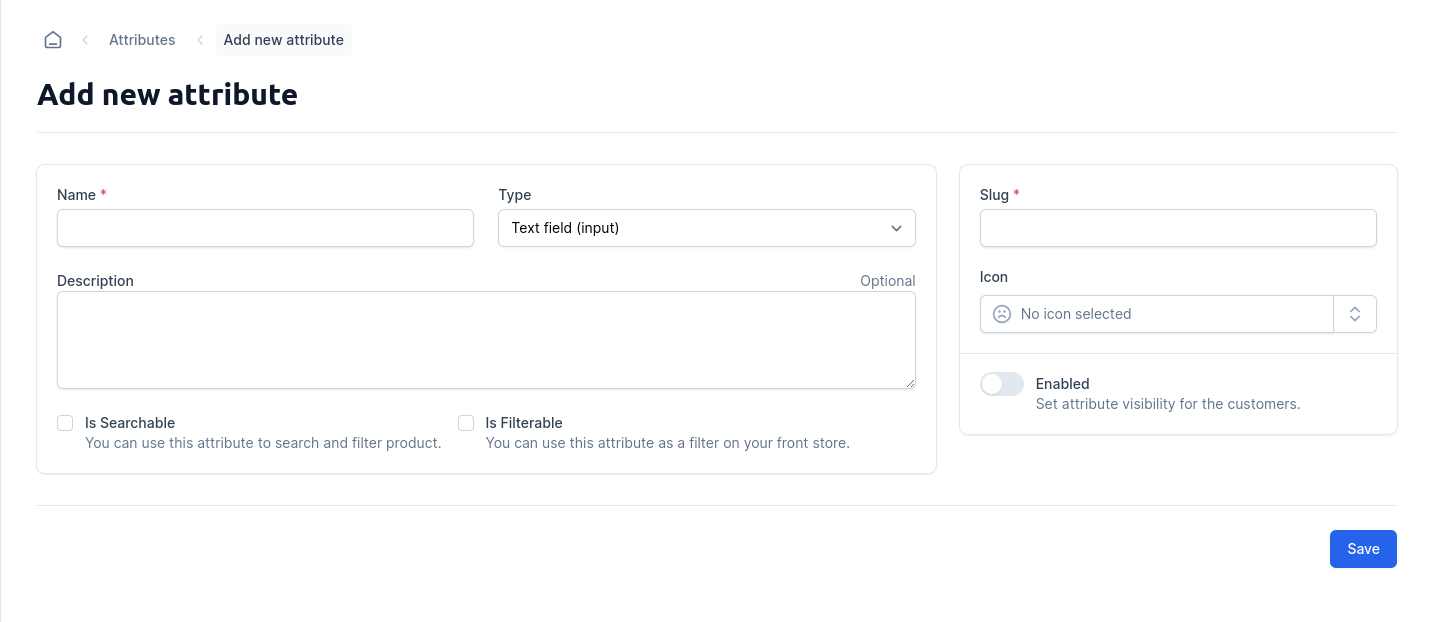 Attributes
Add new attribute
Add new attribute
Name *
Type
Text field (input)
Description
Optional
Is Searchable
You can use this attribute to search and filter product.
Is Filterable
You can use this attribute as a filter on your front store.
Slug *
Icon
No icon selected
Enabled
Set attribute visibility for the customers.
Save